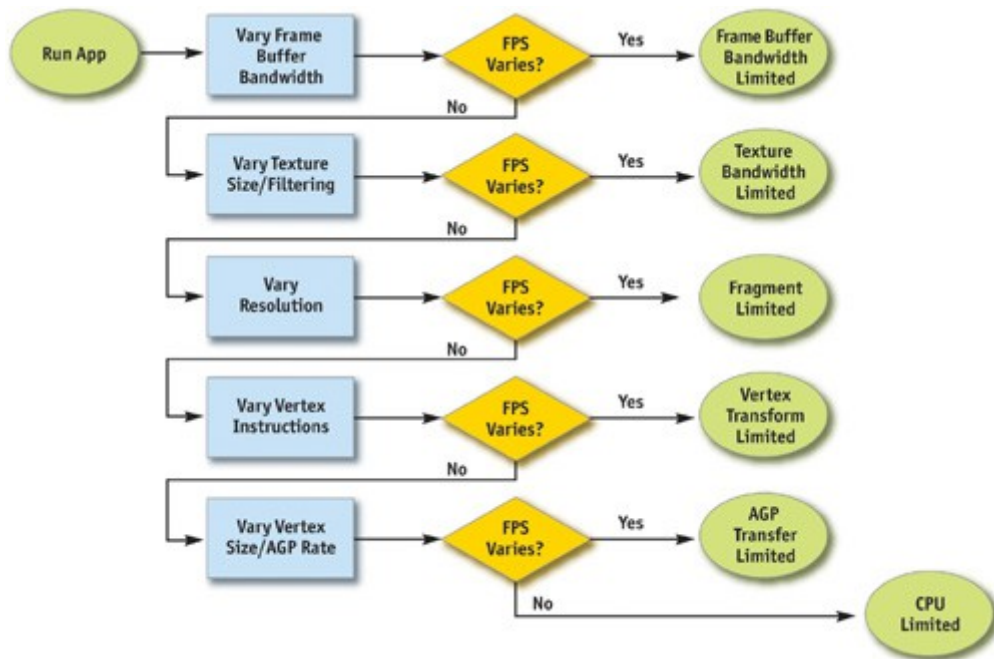 Run App
Vary Frame
Buffer
Bandwidth
FPS
Varies?
Yes
Frame Buffer
Bandwidth
Limited
No
Vary Texture
Size/Filtering
FPS
Varies?
Yes
Texture
Bandwidth
Limited
No
Vary
Resolution
FPS
Varies?
Yes
Fragment
Limited
No
Vary Vertex
Instructions
FPS
Varies?
Yes
Vertex
Transform
Limited
No
Vary Vertex
Size/AGP Rate
FPS
Varies?
Yes
AGP
Transfer
Limited
No
CPU
Limited